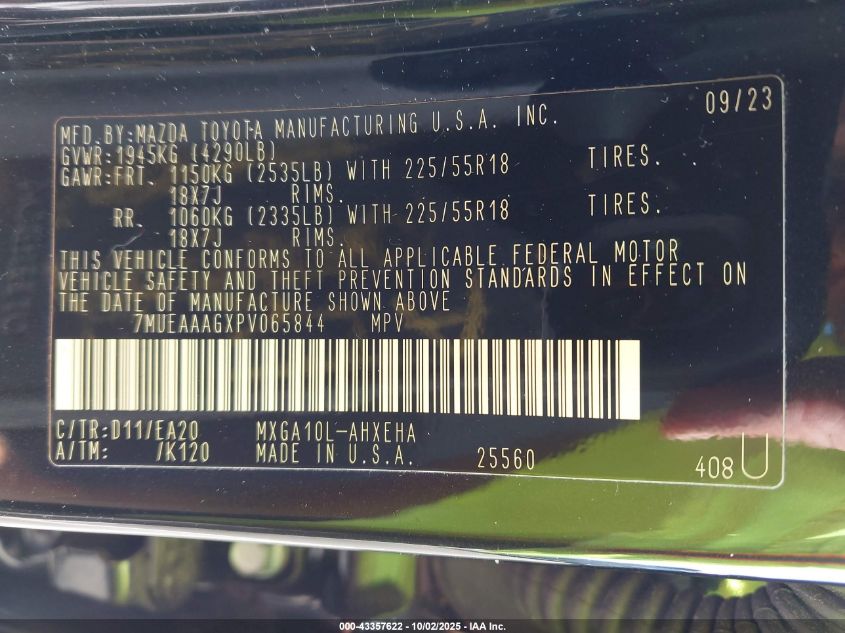 09/23
MFD.BY:MAZDA TOYOTA MANUFACTURING U.S.A. INC.
GVWR:1945KG (4290LB)
GAWR:FRT. 1150KG (2535LB) WITH 225/55R18 TIRES.
18X7J RIMS.
RR. 1060KG (2335LB) WITH 225/55R18 TIRES.
18X7J RIMS.
THIS VEHICLE CONFORMS TO ALL APPLICABLE FEDERAL MOTOR
VEHICLE SAFETY AND THEFT PREVENTION STANDARDS IN EFFECT ON
THE DATE OF MANUFACTURE SHOWN ABOVE
7MUEAAAGXPV065844 MPV
C/TR:D11/EA20 MXGA10L-AHXEHA
A/TM: /K120 MADE IN U.S.A. 25560 408 U
000-43357622 - 10/02/2025 - IAA Inc.